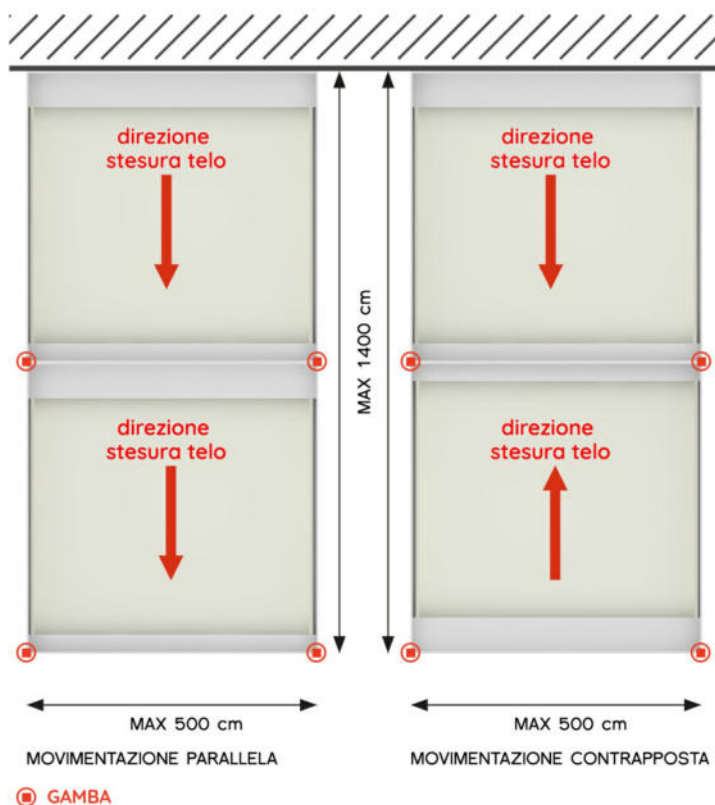 direzione
stesura telo
direzione
stesura telo
MAX 1400 cm
direzione
stesura telo
direzione
stesura telo
MAX 500 cm
MAX 500 cm
MOVIMENTAZIONE PARALLELA
MOVIMENTAZIONE CONTRAPPOSTA
GAMBA